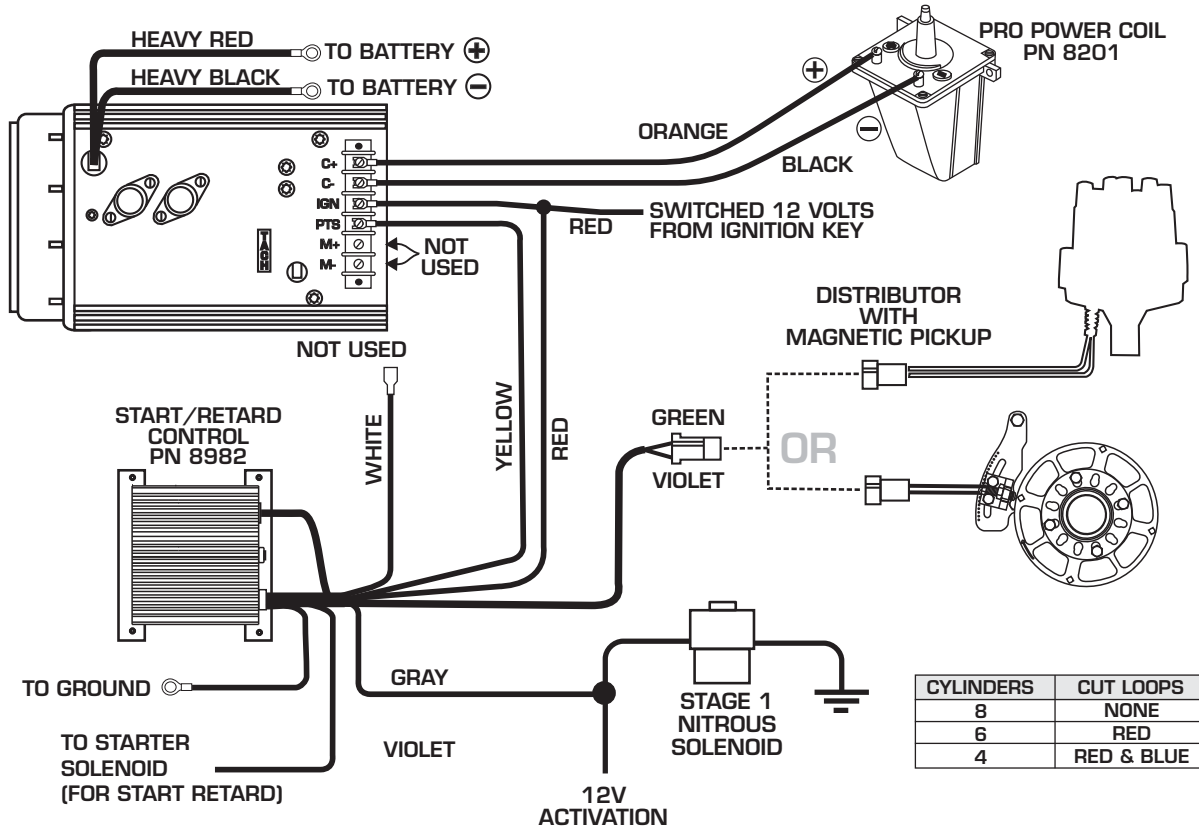 HEAVY RED
TO BATTERY ⊕
HEAVY BLACK
TO BATTERY ⊖
PRO POWER COIL
PN 8201
⊕
⊖
ORANGE
BLACK
C+
C-
IGN
PTS
M+
M-
TACH
RED
SWITCHED 12 VOLTS
FROM IGNITION KEY
NOT
USED
DISTRIBUTOR
WITH
MAGNETIC PICKUP
NOT USED
START/RETARD
CONTROL
PN 8982
WHITE
YELLOW
RED
GREEN
VIOLET
OR
TO GROUND
GRAY
STAGE 1
NITROUS
SOLENOID
TO STARTER
SOLENOID
(FOR START RETARD)
VIOLET
12V
ACTIVATION
CYLINDERS CUT LOOPS
8 NONE
6 RED
4 RED & BLUE